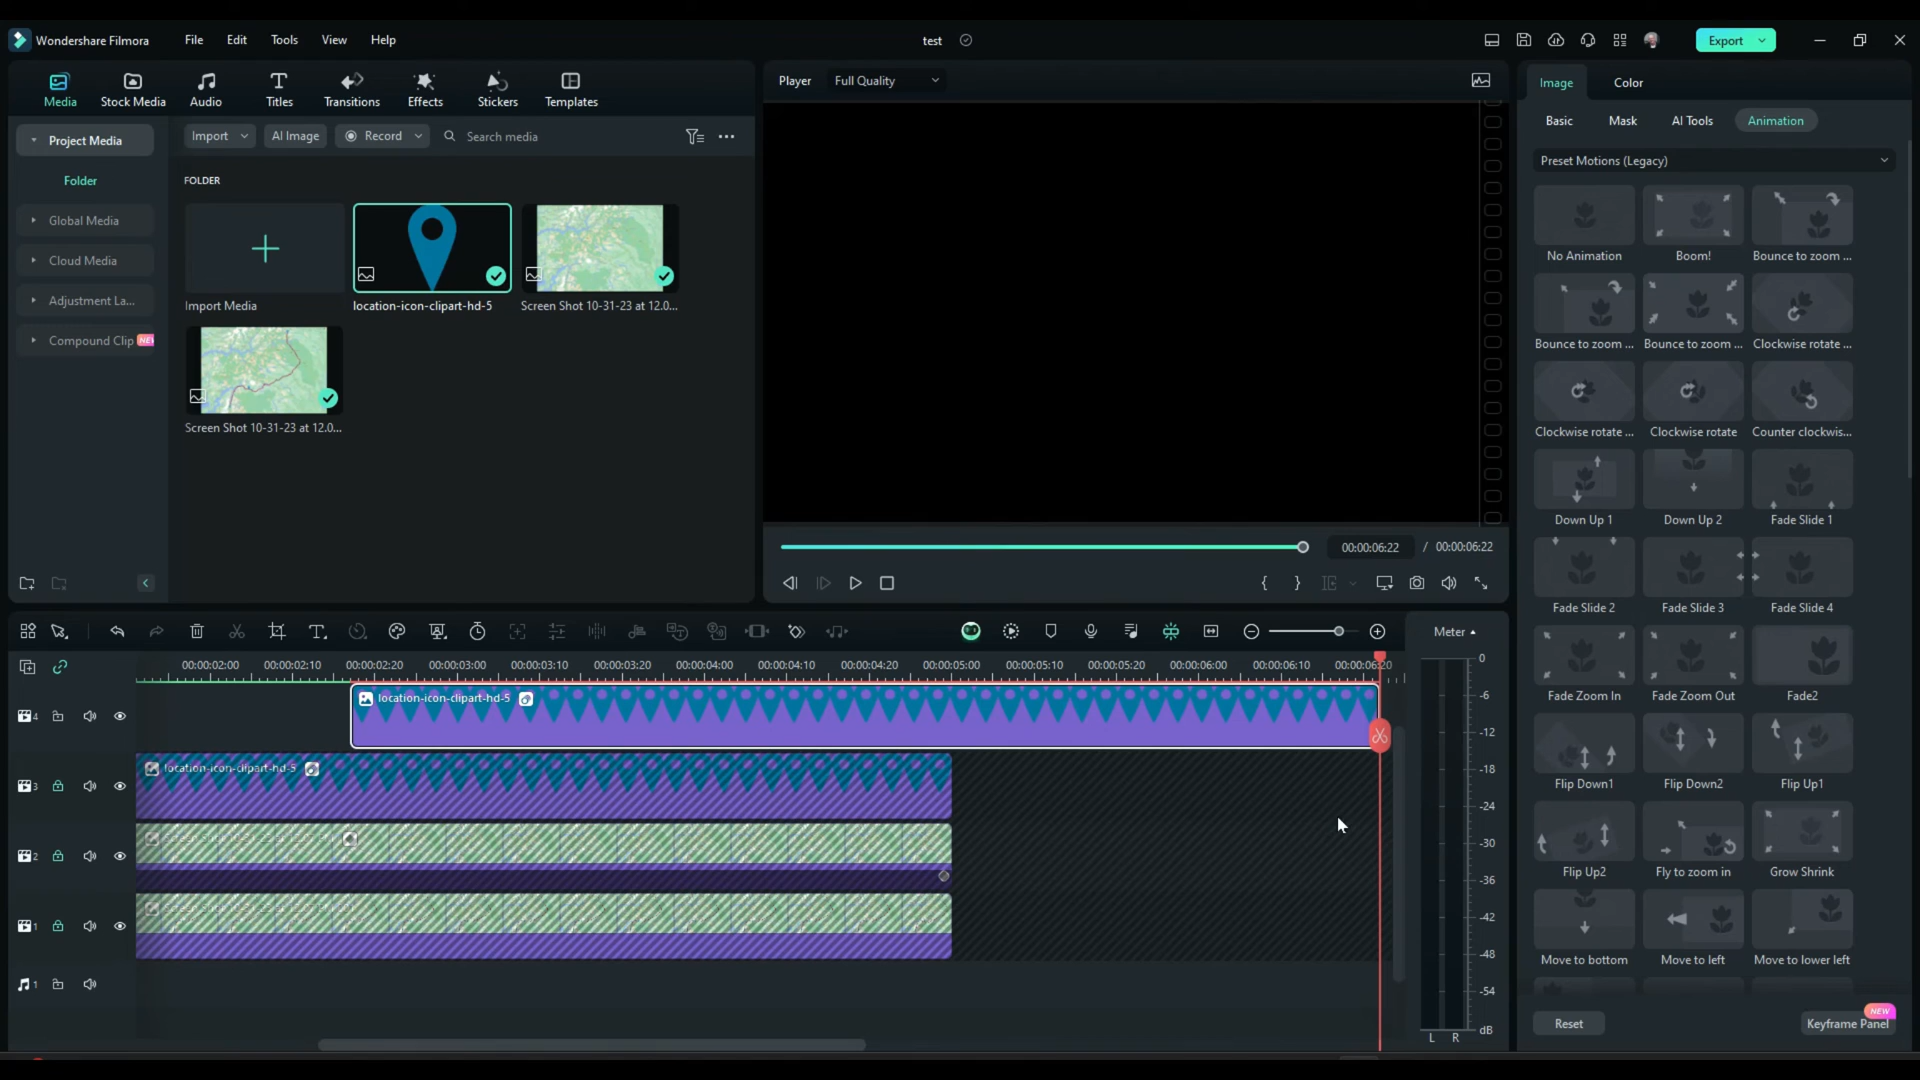 Wondershare Filmora
File
Edit
Tools
View
Help
test
Export
Media
Stock Media
Audio
Titles
Transitions
Effects
Stickers
Templates
Player
Full Quality
Image
Color
Project Media
Import
AI Image
Record
Search media
Basic
Mask
AI Tools
Animation
Preset Motions (Legacy)
Folder
FOLDER
Global Media
Cloud Media
Adjustment La...
Compound Clip
NEW
Import Media
location-icon-clipart-hd-5
Screen Shot 10-31-23 at 12.0...
Screen Shot 10-31-23 at 12.0...
No Animation
Boom!
Bounce to zoom ...
Bounce to zoom ...
Bounce to zoom ...
Clockwise rotate ...
Clockwise rotate ...
Clockwise rotate
Counter clockwis...
Down Up 1
Down Up 2
Fade Slide 1
Fade Slide 2
Fade Slide 3
Fade Slide 4
Fade Zoom In
Fade Zoom Out
Fade2
Flip Down1
Flip Down2
Flip Up1
Flip Up2
Fly to zoom in
Grow Shrink
Move to bottom
Move to left
Move to lower left
Reset
NEW
Keyframe Panel
00:00:06:22 / 00:00:06:22
Meter
00:00:02:00 00:00:02:10 00:00:02:20 00:00:03:00 00:00:03:10 00:00:03:20 00:00:04:00 00:00:04:10 00:00:04:20 00:00:05:00 00:00:05:10 00:00:05:20 00:00:06:00 00:00:06:10 00:00:06:20
location-icon-clipart-hd-5
4
location-icon-clipart-hd-5
3
2
1
1
0
-6
-12
-18
-24
-30
-36
-42
-48
-54
dB
L R